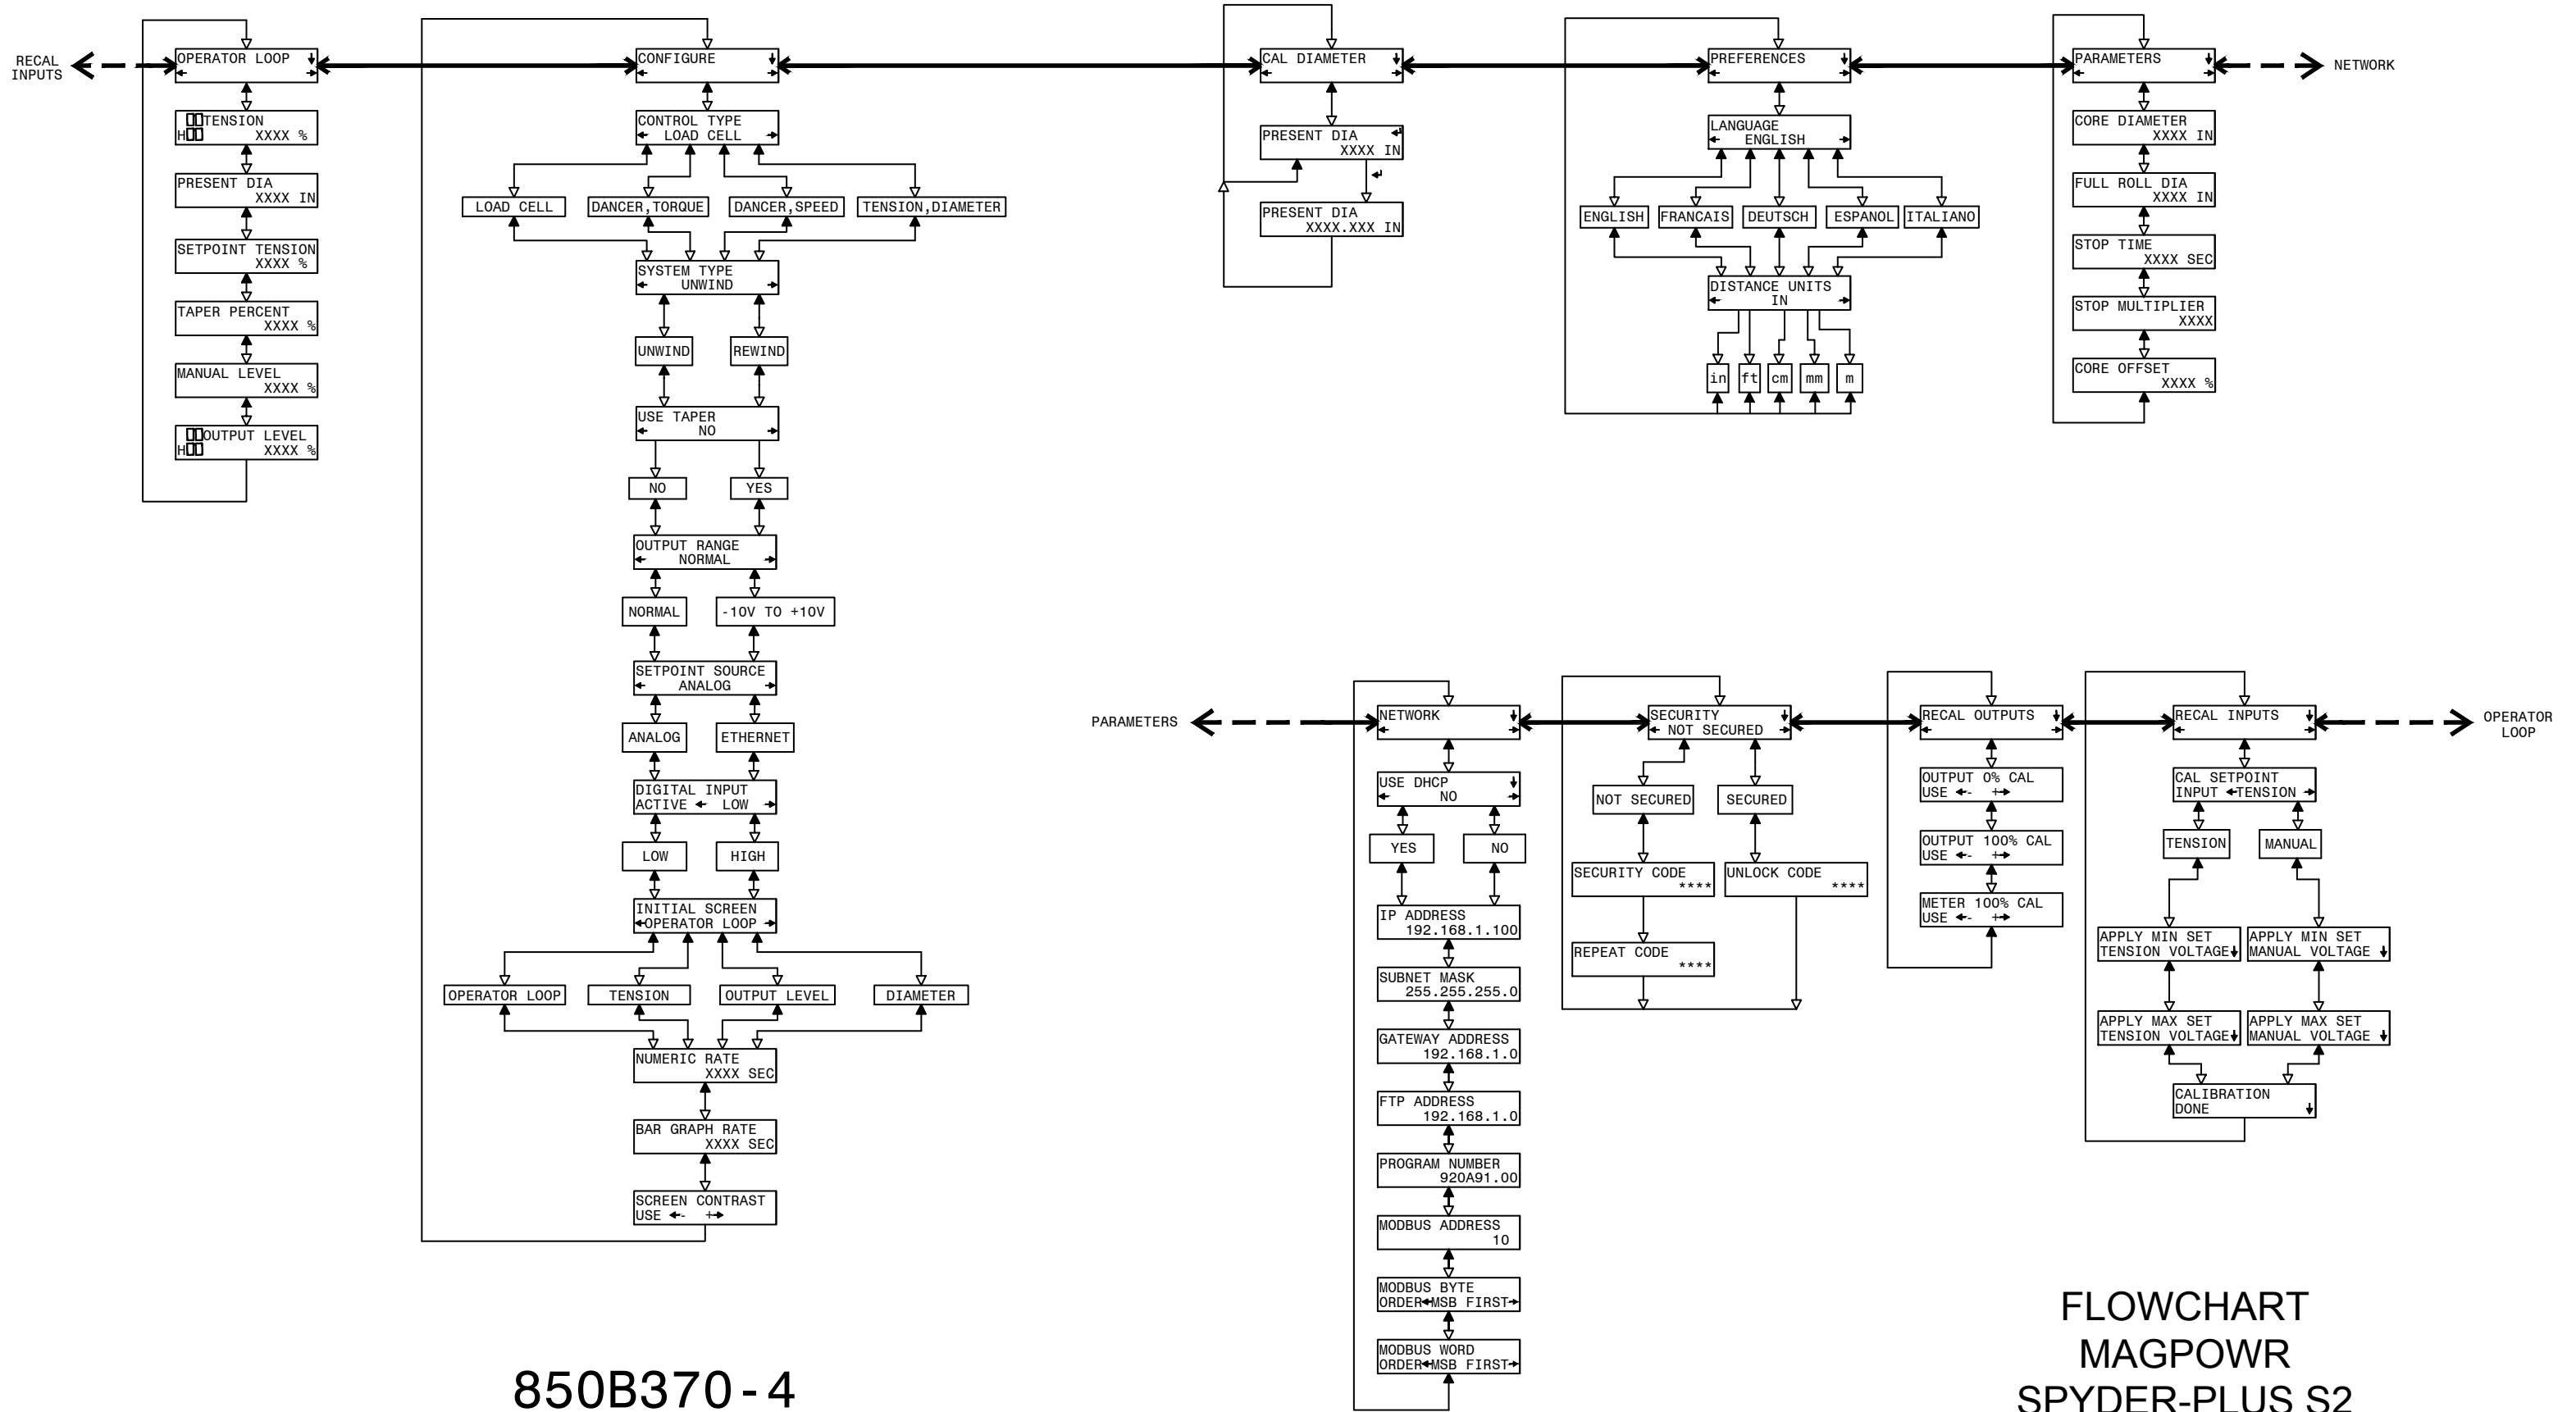 RECAL
INPUTS
OPERATOR LOOP
TENSION
H XXXX %
PRESENT DIA
XXXX IN
SETPOINT TENSION
XXXX %
TAPER PERCENT
XXXX %
MANUAL LEVEL
XXXX %
OUTPUT LEVEL
H XXXX %
CONFIGURE
CONTROL TYPE
LOAD CELL
LOAD CELL
DANCER,TORQUE
DANCER,SPEED
TENSION,DIAMETER
SYSTEM TYPE
UNWIND
UNWIND
REWIND
USE TAPER
NO
NO
YES
OUTPUT RANGE
NORMAL
NORMAL
-10V TO +10V
SETPOINT SOURCE
ANALOG
ANALOG
ETHERNET
DIGITAL INPUT
ACTIVE ← LOW →
LOW
HIGH
INITIAL SCREEN
←OPERATOR LOOP →
OPERATOR LOOP
TENSION
OUTPUT LEVEL
DIAMETER
NUMERIC RATE
XXXX SEC
BAR GRAPH RATE
XXXX SEC
SCREEN CONTRAST
USE ←- +→
CAL DIAMETER
PRESENT DIA
XXXX IN
PRESENT DIA
XXXX.XXX IN
PREFERENCES
LANGUAGE
ENGLISH
ENGLISH
FRANCAIS
DEUTSCH
ESPANOL
ITALIANO
DISTANCE UNITS
IN
in
ft
cm
mm
m
PARAMETERS
CORE DIAMETER
XXXX IN
FULL ROLL DIA
XXXX IN
STOP TIME
XXXX SEC
STOP MULTIPLIER
XXXX
CORE OFFSET
XXXX %
NETWORK
PARAMETERS
NETWORK
USE DHCP
NO
YES
NO
IP ADDRESS
192.168.1.100
SUBNET MASK
255.255.255.0
GATEWAY ADDRESS
192.168.1.0
FTP ADDRESS
192.168.1.0
PROGRAM NUMBER
920A91.00
MODBUS ADDRESS
10
MODBUS BYTE
ORDER←MSB FIRST→
MODBUS WORD
ORDER←MSB FIRST→
SECURITY
← NOT SECURED →
NOT SECURED
SECURED
SECURITY CODE
****
UNLOCK CODE
****
REPEAT CODE
****
RECAL OUTPUTS
OUTPUT 0% CAL
USE ←- +→
OUTPUT 100% CAL
USE ←- +→
METER 100% CAL
USE ←- +→
RECAL INPUTS
CAL SETPOINT
INPUT ←TENSION →
TENSION
MANUAL
APPLY MIN SET
TENSION VOLTAGE↓
APPLY MIN SET
MANUAL VOLTAGE ↓
APPLY MAX SET
TENSION VOLTAGE↓
APPLY MAX SET
MANUAL VOLTAGE ↓
CALIBRATION
DONE ↓
OPERATOR
LOOP
850B370-4
FLOWCHART
MAGPOWR
SPYDER-PLUS S2